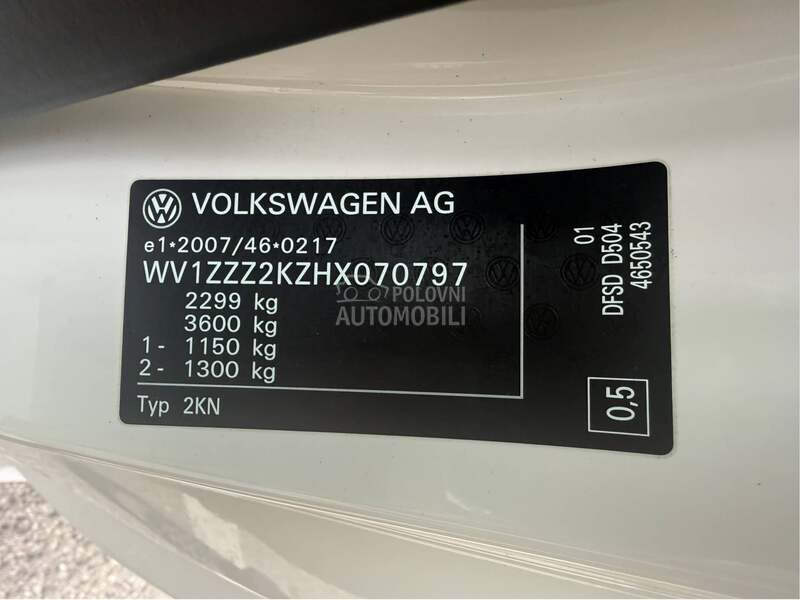 VOLKSWAGEN AG
e1*2007/46*0217
WV1ZZZ2KZHX070797
2299 kg
3600 kg
1- 1150 kg
2- 1300 kg
Typ 2KN
01
DFSD D504
4650543
0,5
POLOVNI
AUTOMOBILI